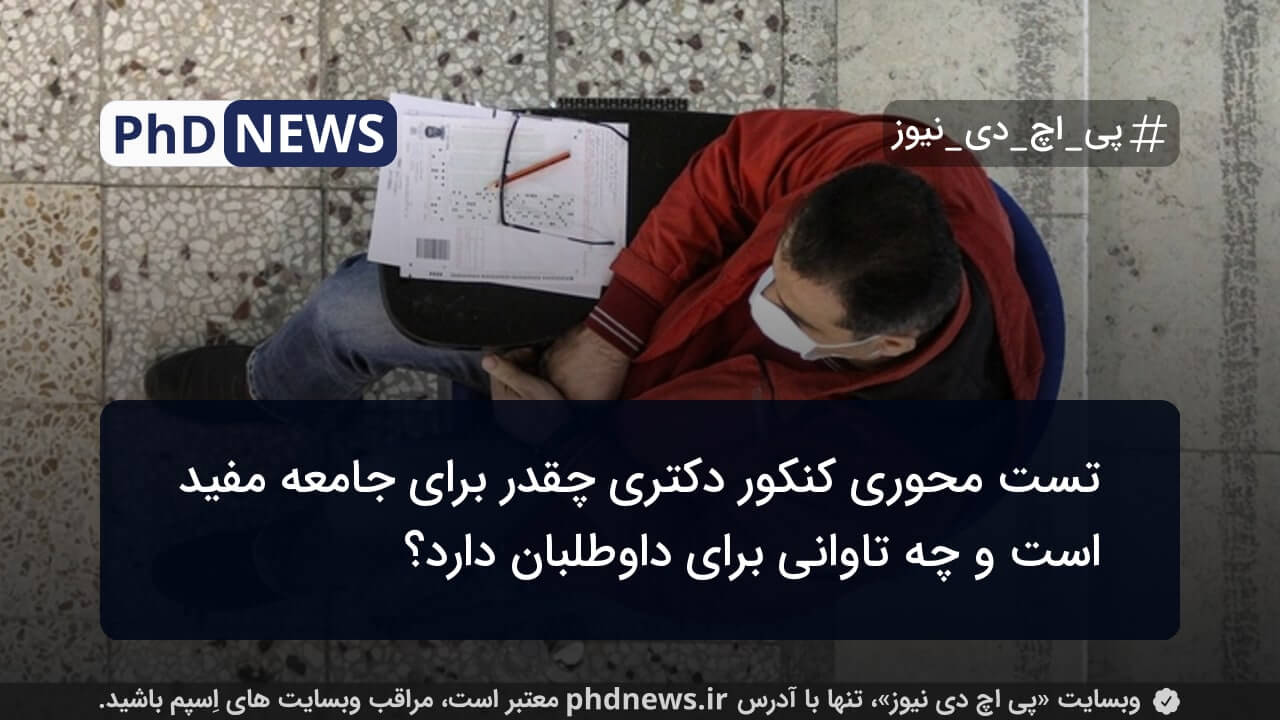 PhD NEWS
#پی_اچ_دی_نیوز
تست محوری کنکور دکتری چقدر برای جامعه مفید
است و چه تاوانی برای داوطلبان دارد؟
وبسایت «پی اچ دی نیوز»، تنها با آدرس phdnews.ir معتبر است، مراقب وبسایت های اِسپم باشید.